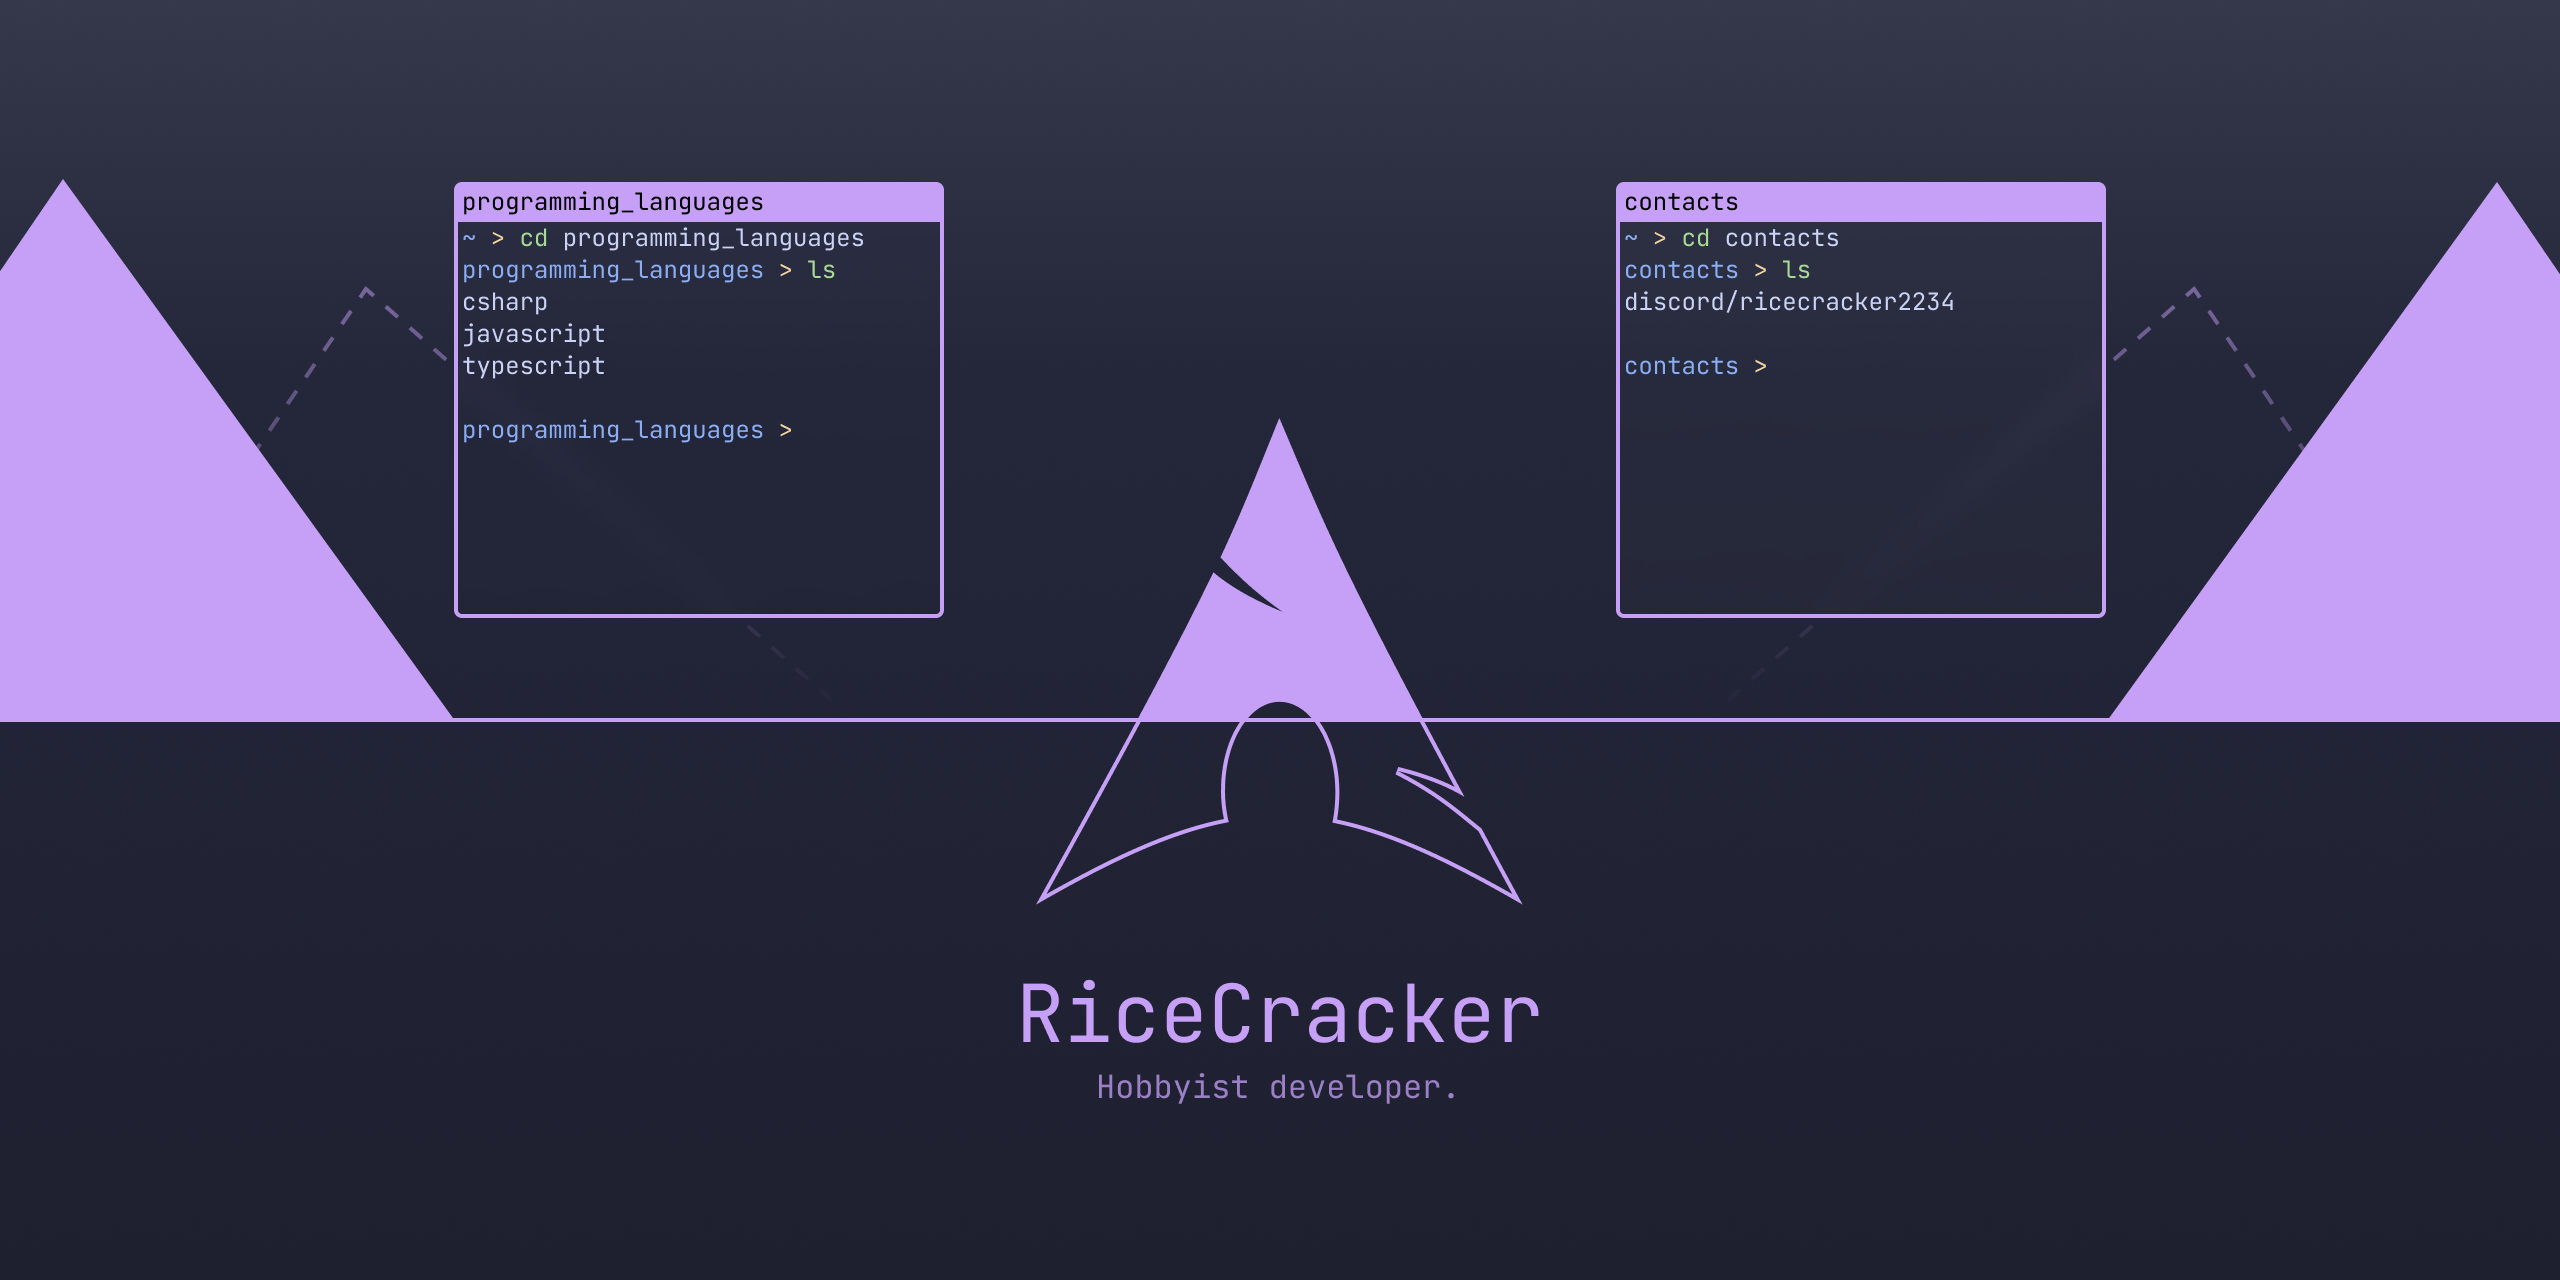 programming_languages
~ > cd programming_languages
programming_languages > ls
csharp
javascript
typescript
programming_languages >
contacts
~ > cd contacts
contacts > ls
discord/ricecracker2234
contacts >
RiceCracker
Hobbyist developer.